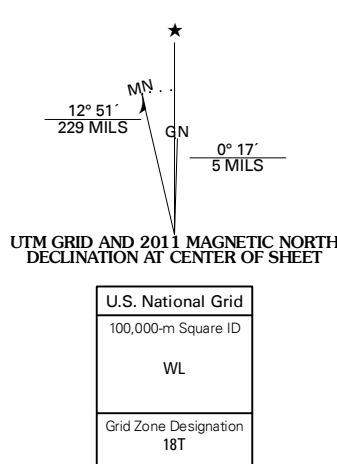 ★
MN
12° 51´
229 MILS
GN
0° 17´
5 MILS
UTM GRID AND 2011 MAGNETIC NORTH
DECLINATION AT CENTER OF SHEET
U.S. National Grid
100,000-m Square ID
WL
Grid Zone Designation
18T